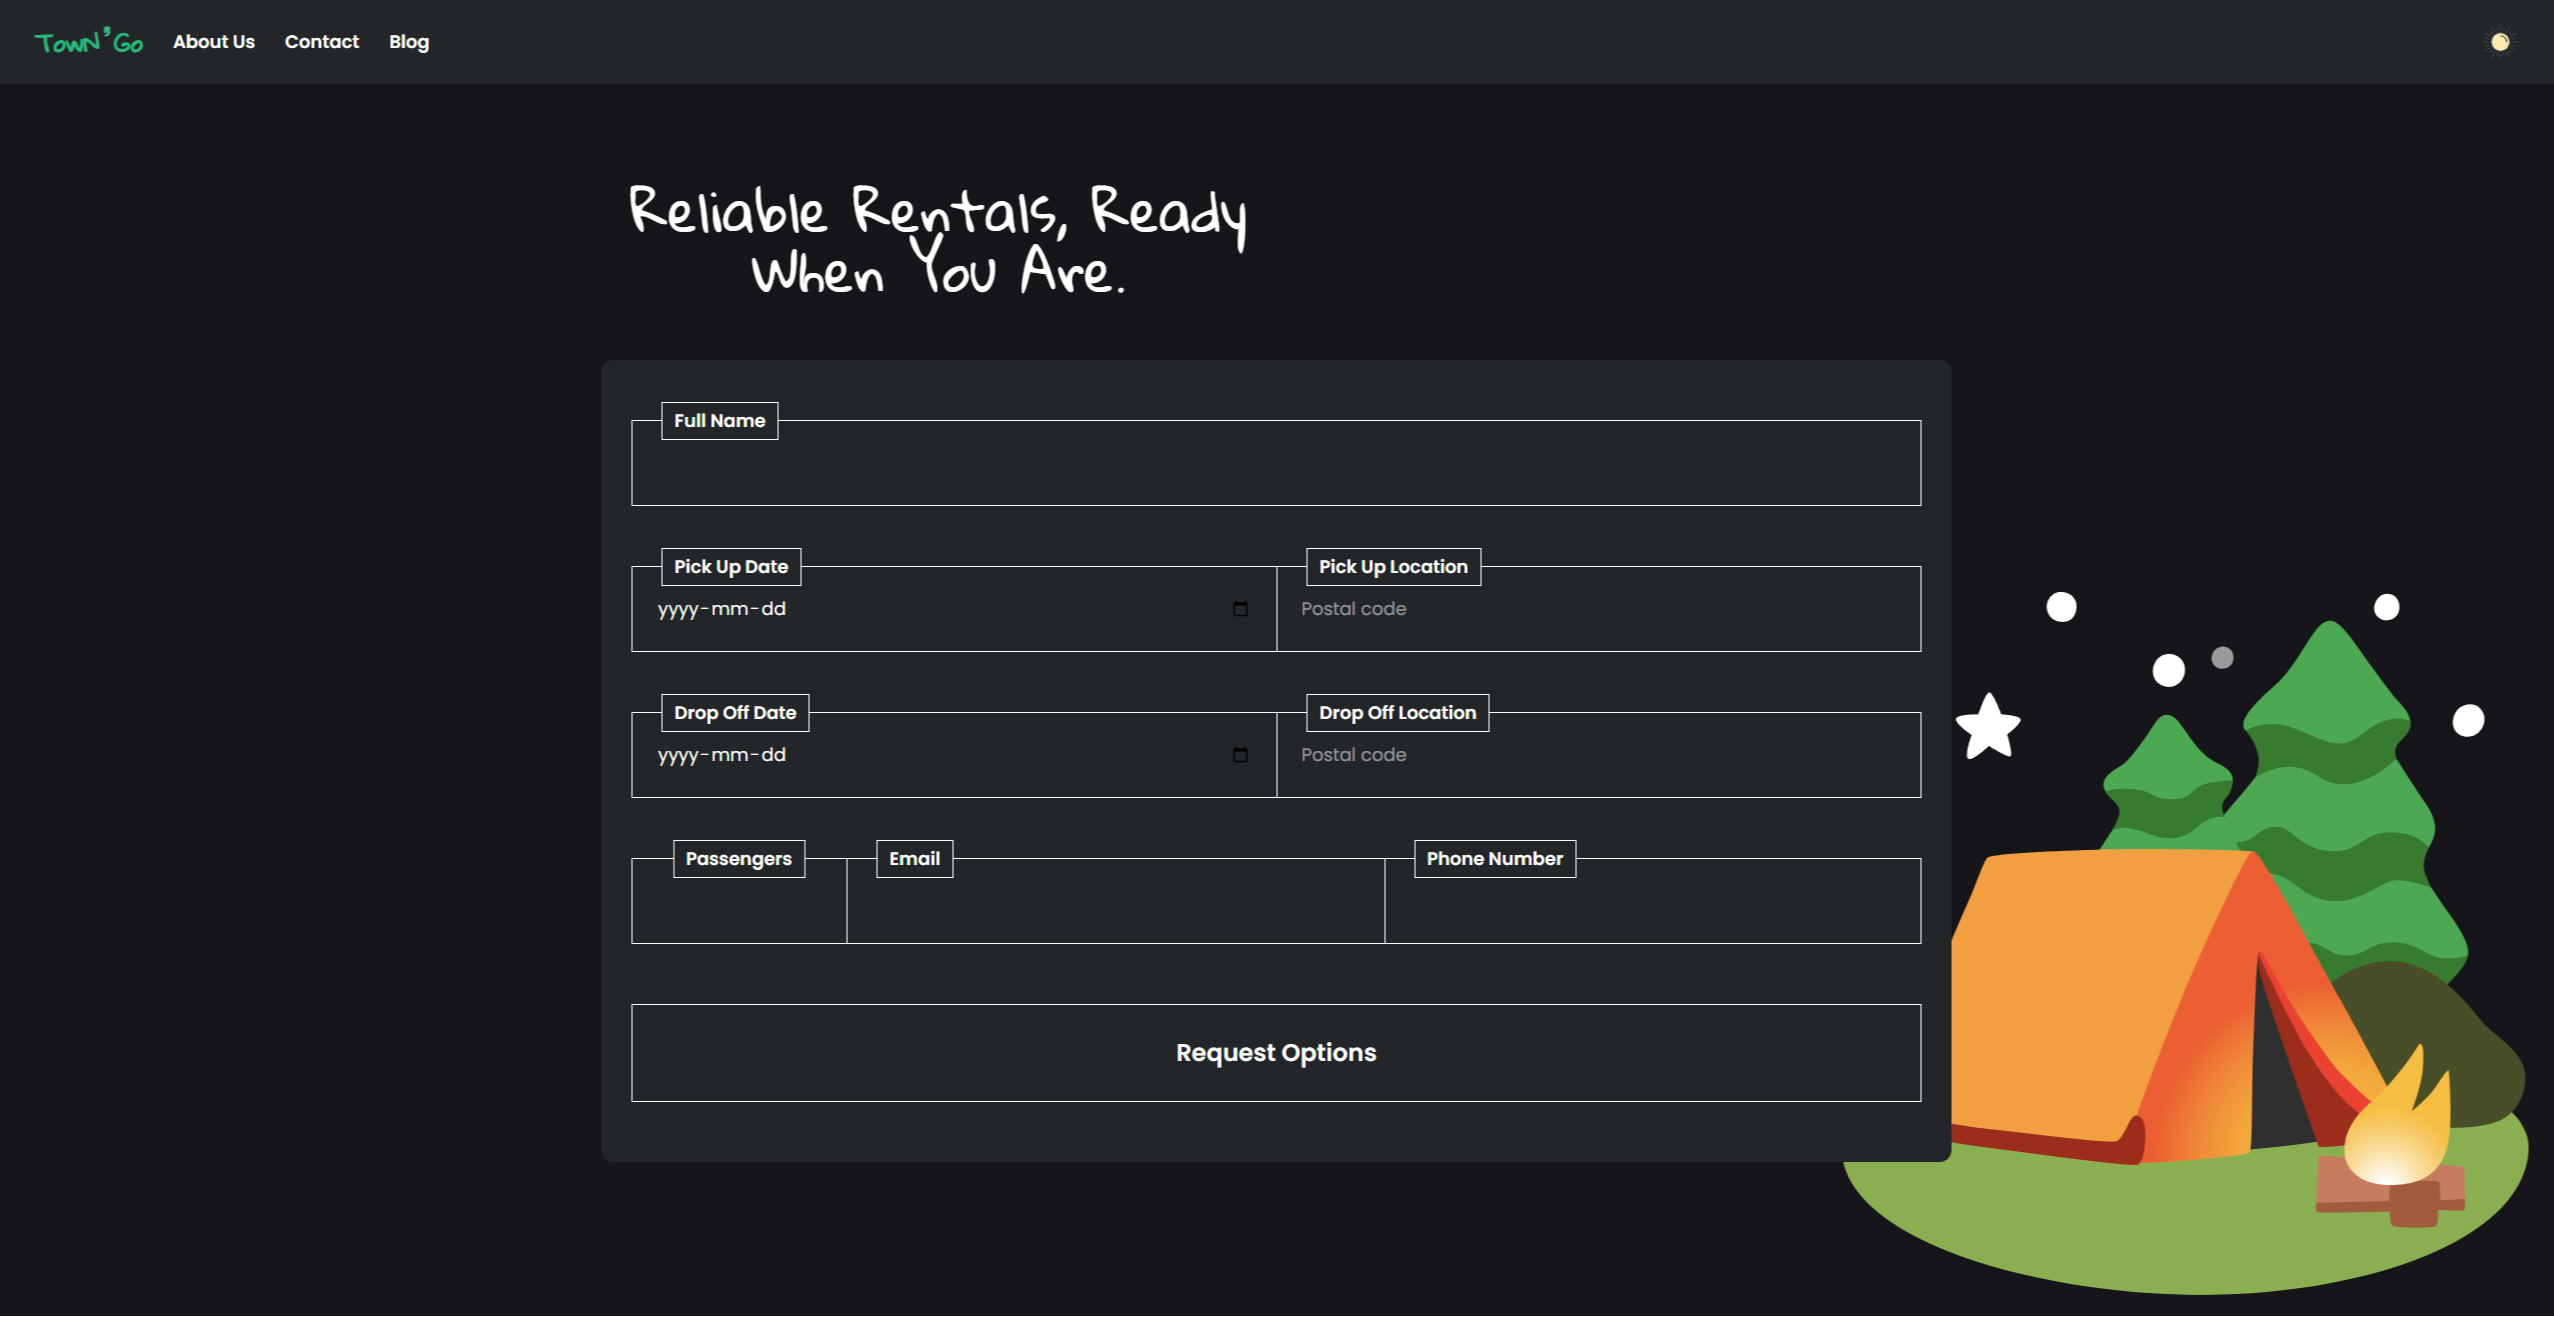 Town'Go About Us Contact Blog
Reliable Rentals, Ready
When You Are.
Full Name
Pick Up Date Pick Up Location
yyyy-mm-dd Postal code
Drop Off Date Drop Off Location
yyyy-mm-dd Postal code
Passengers Email Phone Number
Request Options